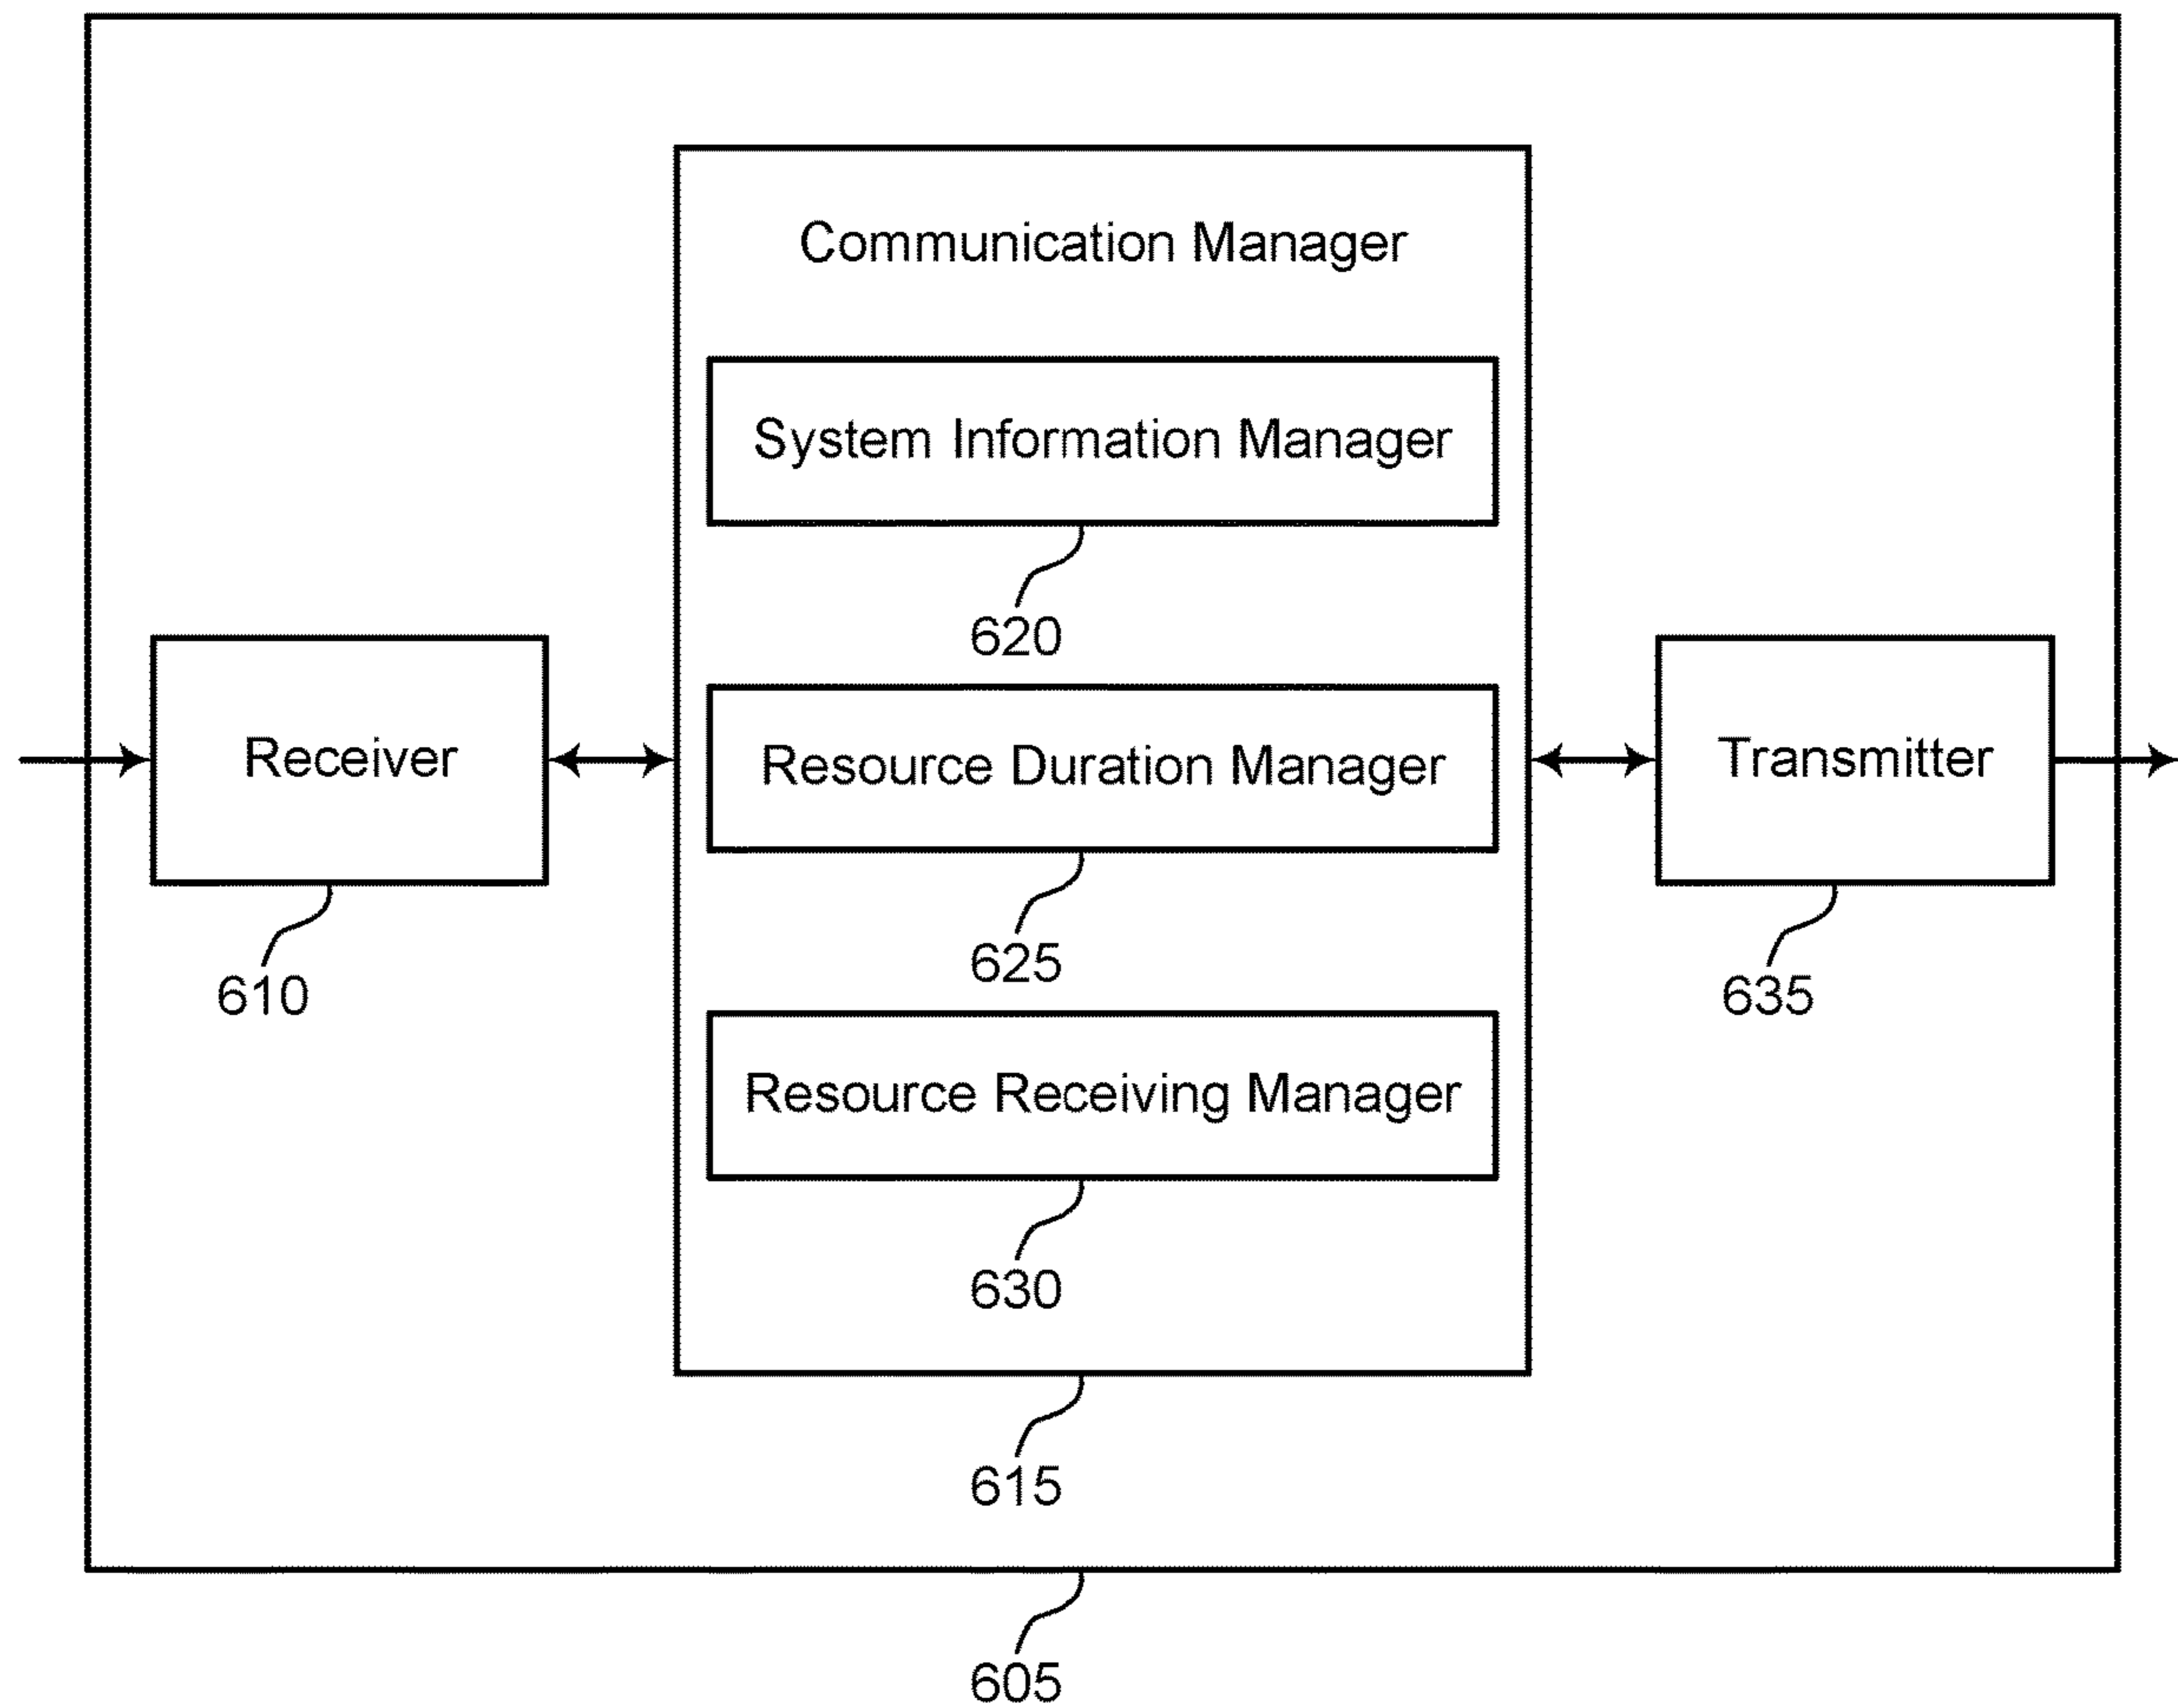 Communication Manager
System Information Manager
620
Receiver
Resource Duration Manager
Transmitter
610
625
635
Resource Receiving Manager
630
615
605